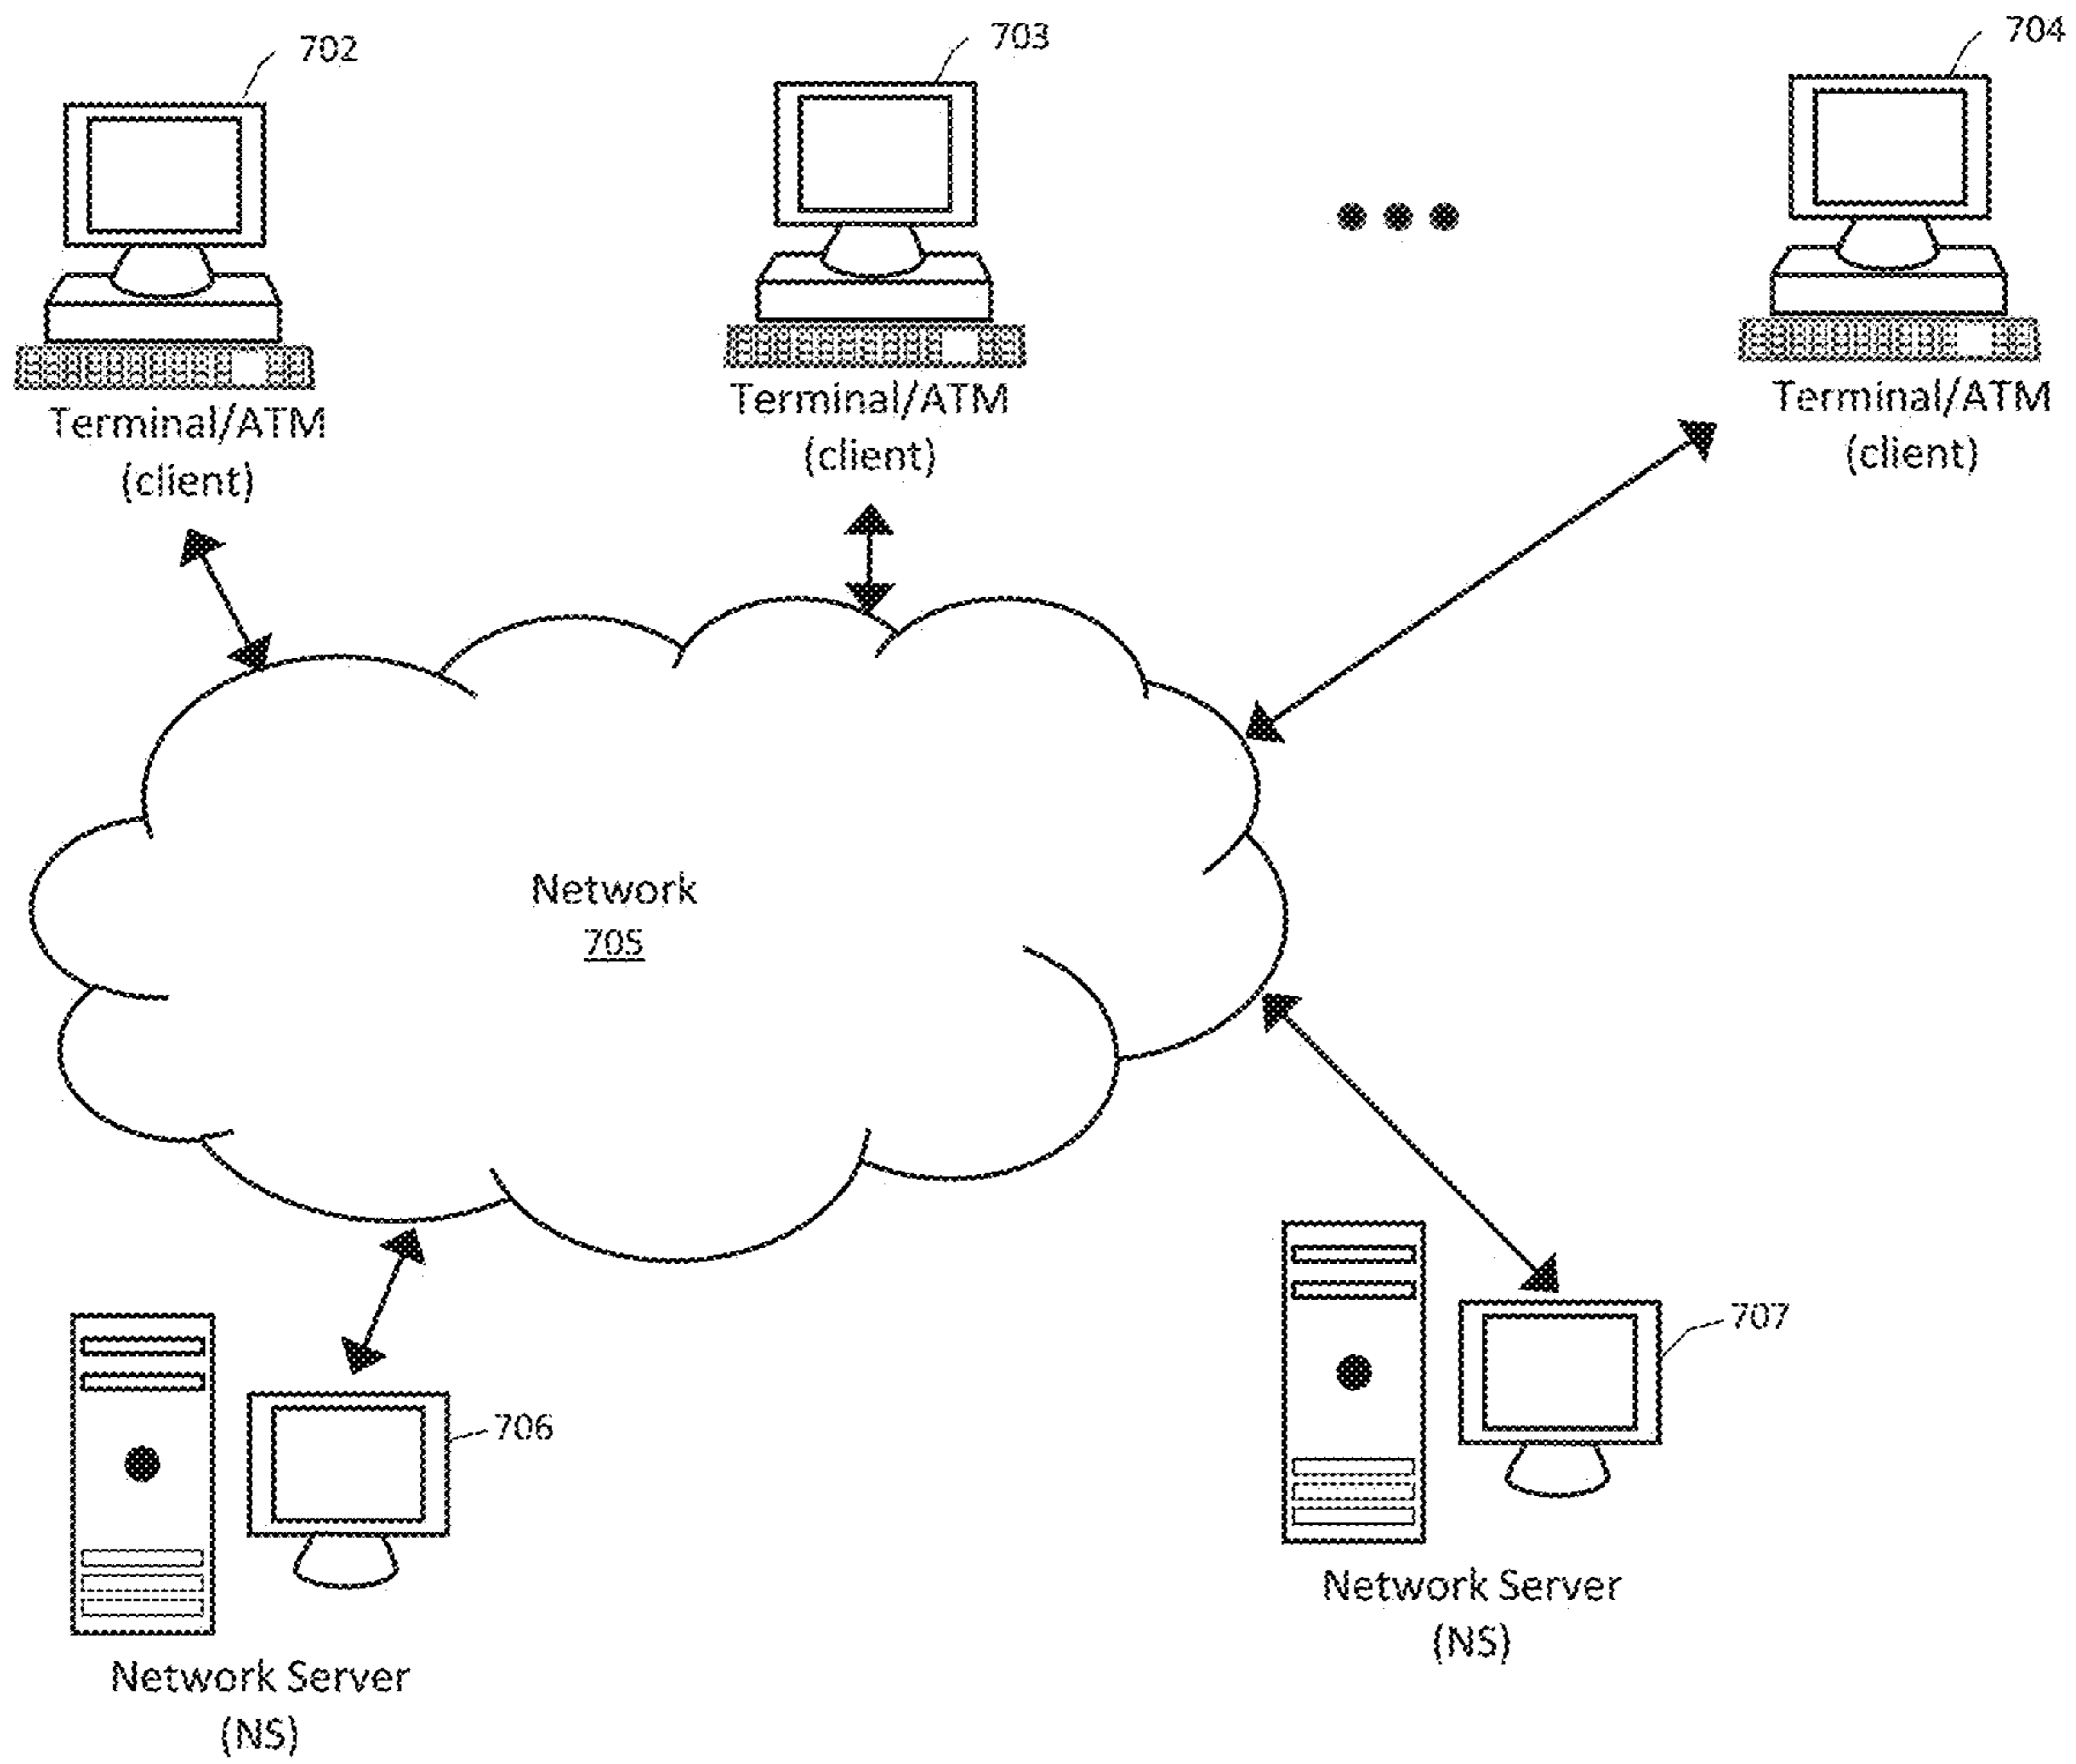 702
703
704
Terminal/ATM
(client)
Terminal/ATM
(client)
Terminal/ATM
(client)
Network
705
706
707
Network Server
(NS)
Network Server
(NS)